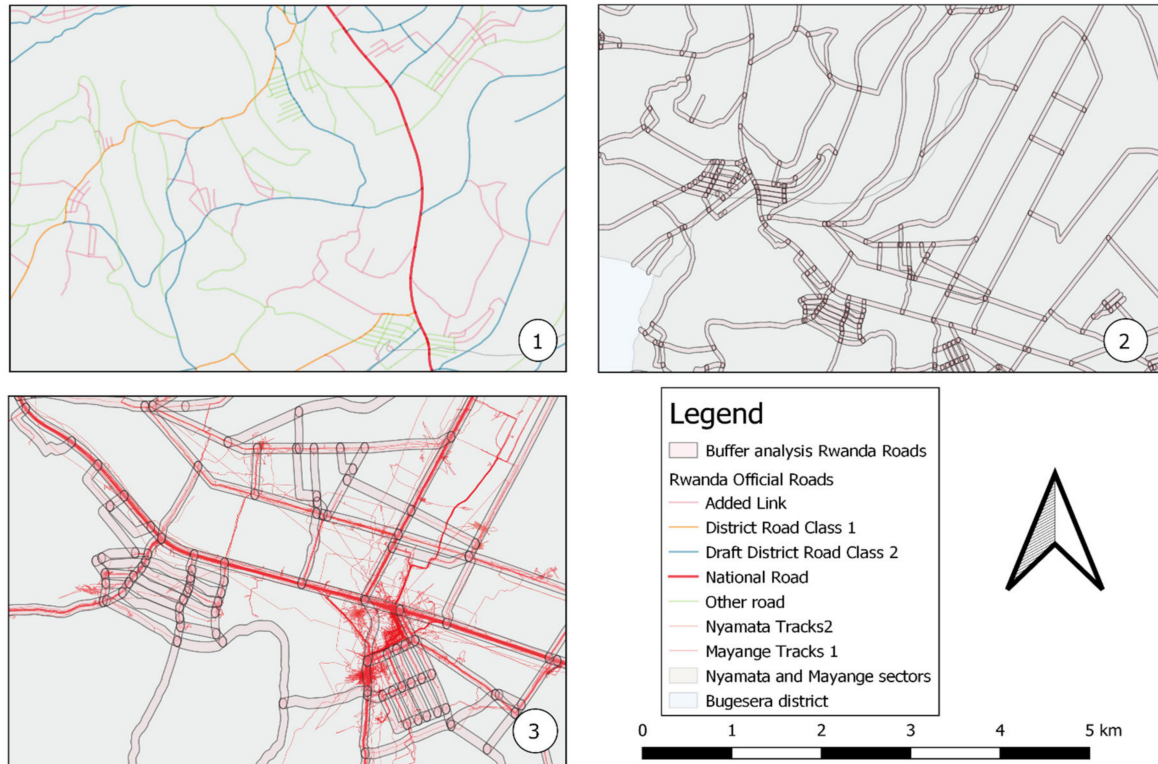 1
2
3
Legend
Buffer analysis Rwanda Roads
Rwanda Official Roads
Added Link
District Road Class 1
Draft District Road Class 2
National Road
Other road
Nyamata Tracks2
Mayange Tracks 1
Nyamata and Mayange sectors
Bugesera district
0 1 2 3 4 5 km